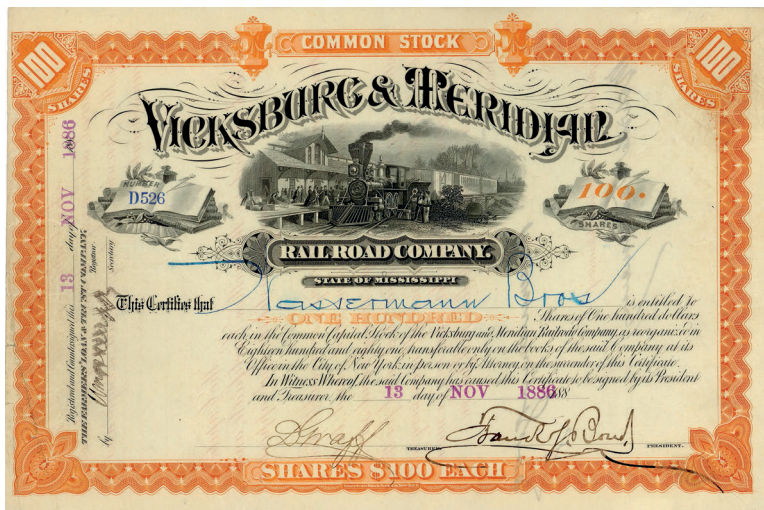 100
SHARES
COMMON STOCK
100
SHARES
VICKSBURG & MERIDIAN
NUMBER
D526
100.
SHARES
RAILROAD COMPANY.
STATE OF MISSISSIPPI
This Certifies that Wassermann Bros is entitled to
ONE HUNDRED Shares of One hundred dollars
each in the Common Capital Stock of the Vicksburg and Meridian Railroad Company, as reorganized in
Eighteen hundred and eighty one, transferable only on the books of the said Company at its
Office in the City of New York in person or by Attorney on the surrender of this Certificate.
In Witness Whereof, the said Company has caused this Certificate to be signed by its President
and Treasurer, the 13 day of NOV 1886 188
TREASURER.
PRESIDENT.
SHARES $100 EACH
Registered and Countersigned this 13 day of NOV 1886
THE FARMERS' LOAN & TRUST COMPANY,
Registrar
By
Secretary